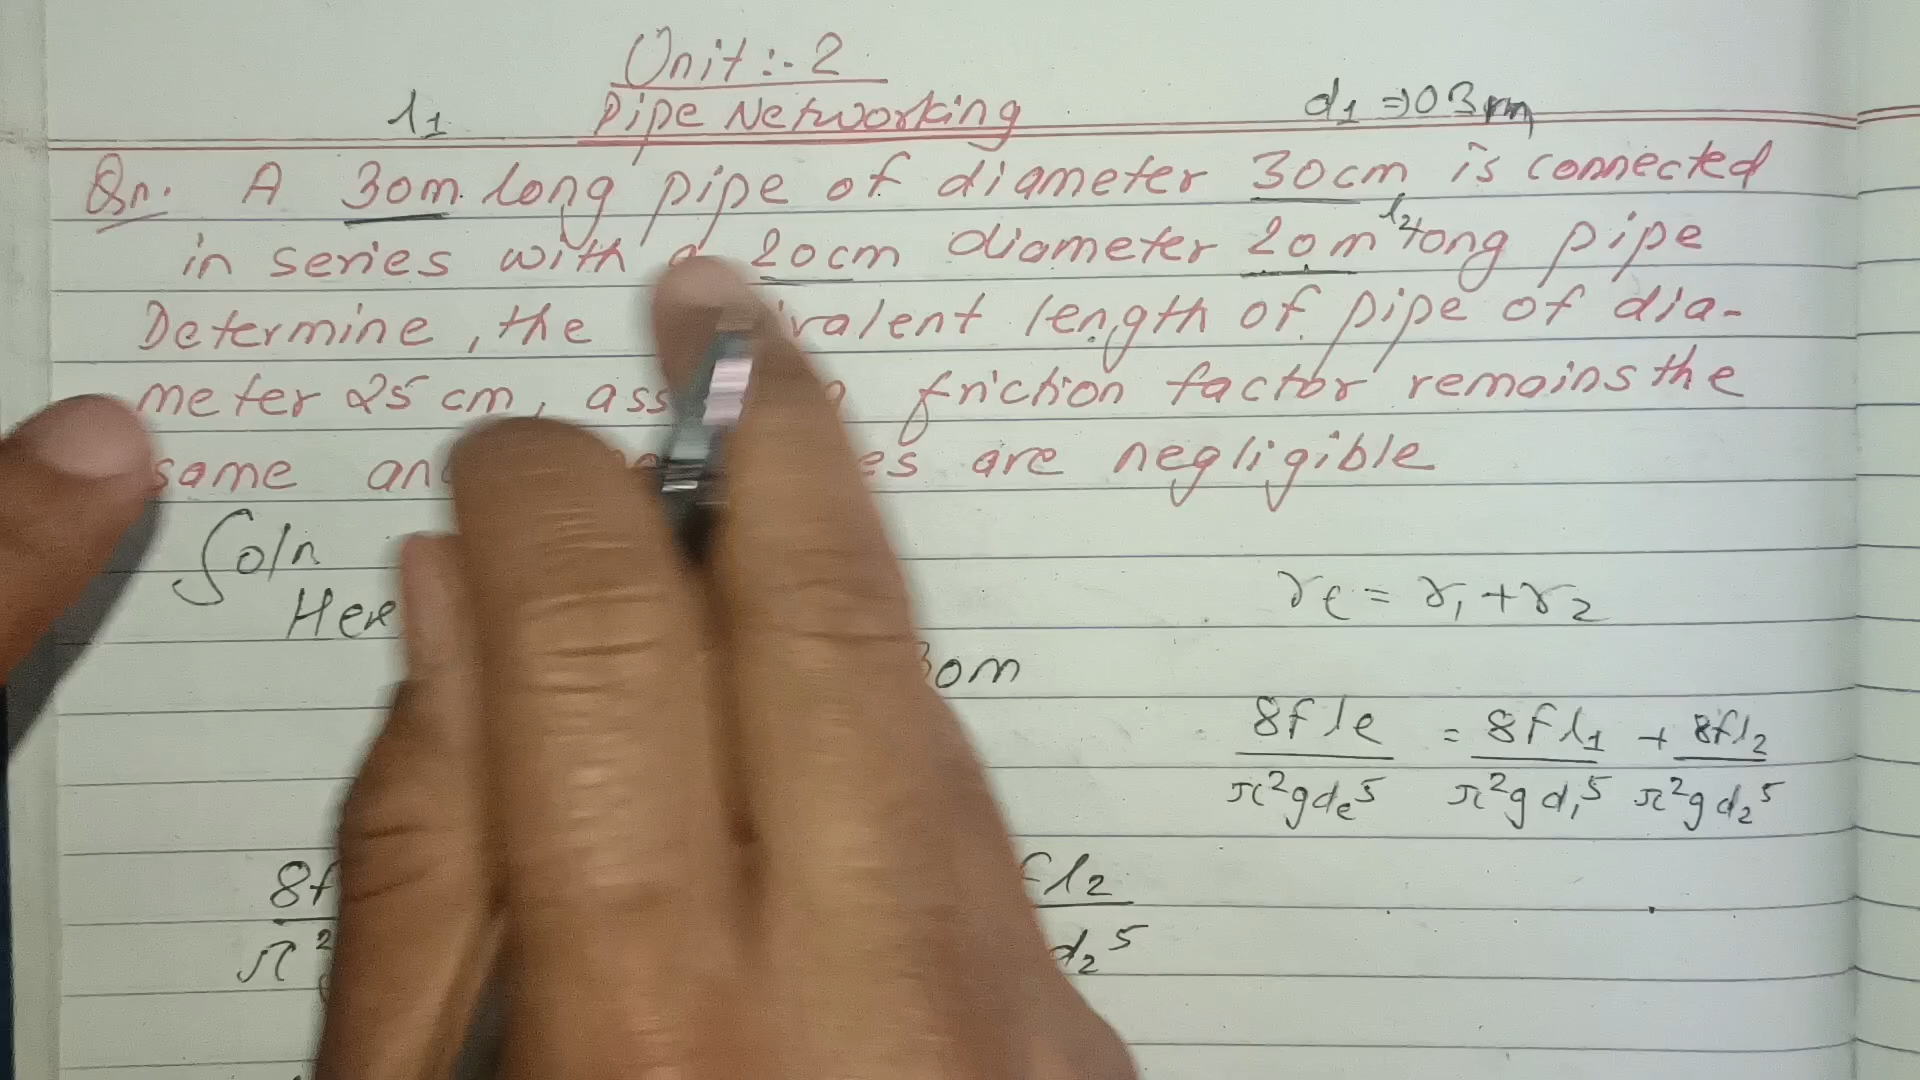 Unit :- 2
l1 Pipe Networking d1 ⇒ 03m
Qn. A 30m long pipe of diameter 30cm is connected
in series with a 20cm diameter 20m l2 long pipe
Determine, the ivalent length of pipe of dia-
meter 25 cm, ass friction factor remains the
same an es are negligible
Soln
Here
re = r1 + r2
30m
8fle/π²gde⁵ = 8fl1/π²gd1⁵ + 8fl2/π²gd2⁵
8f fl2
π² d2⁵